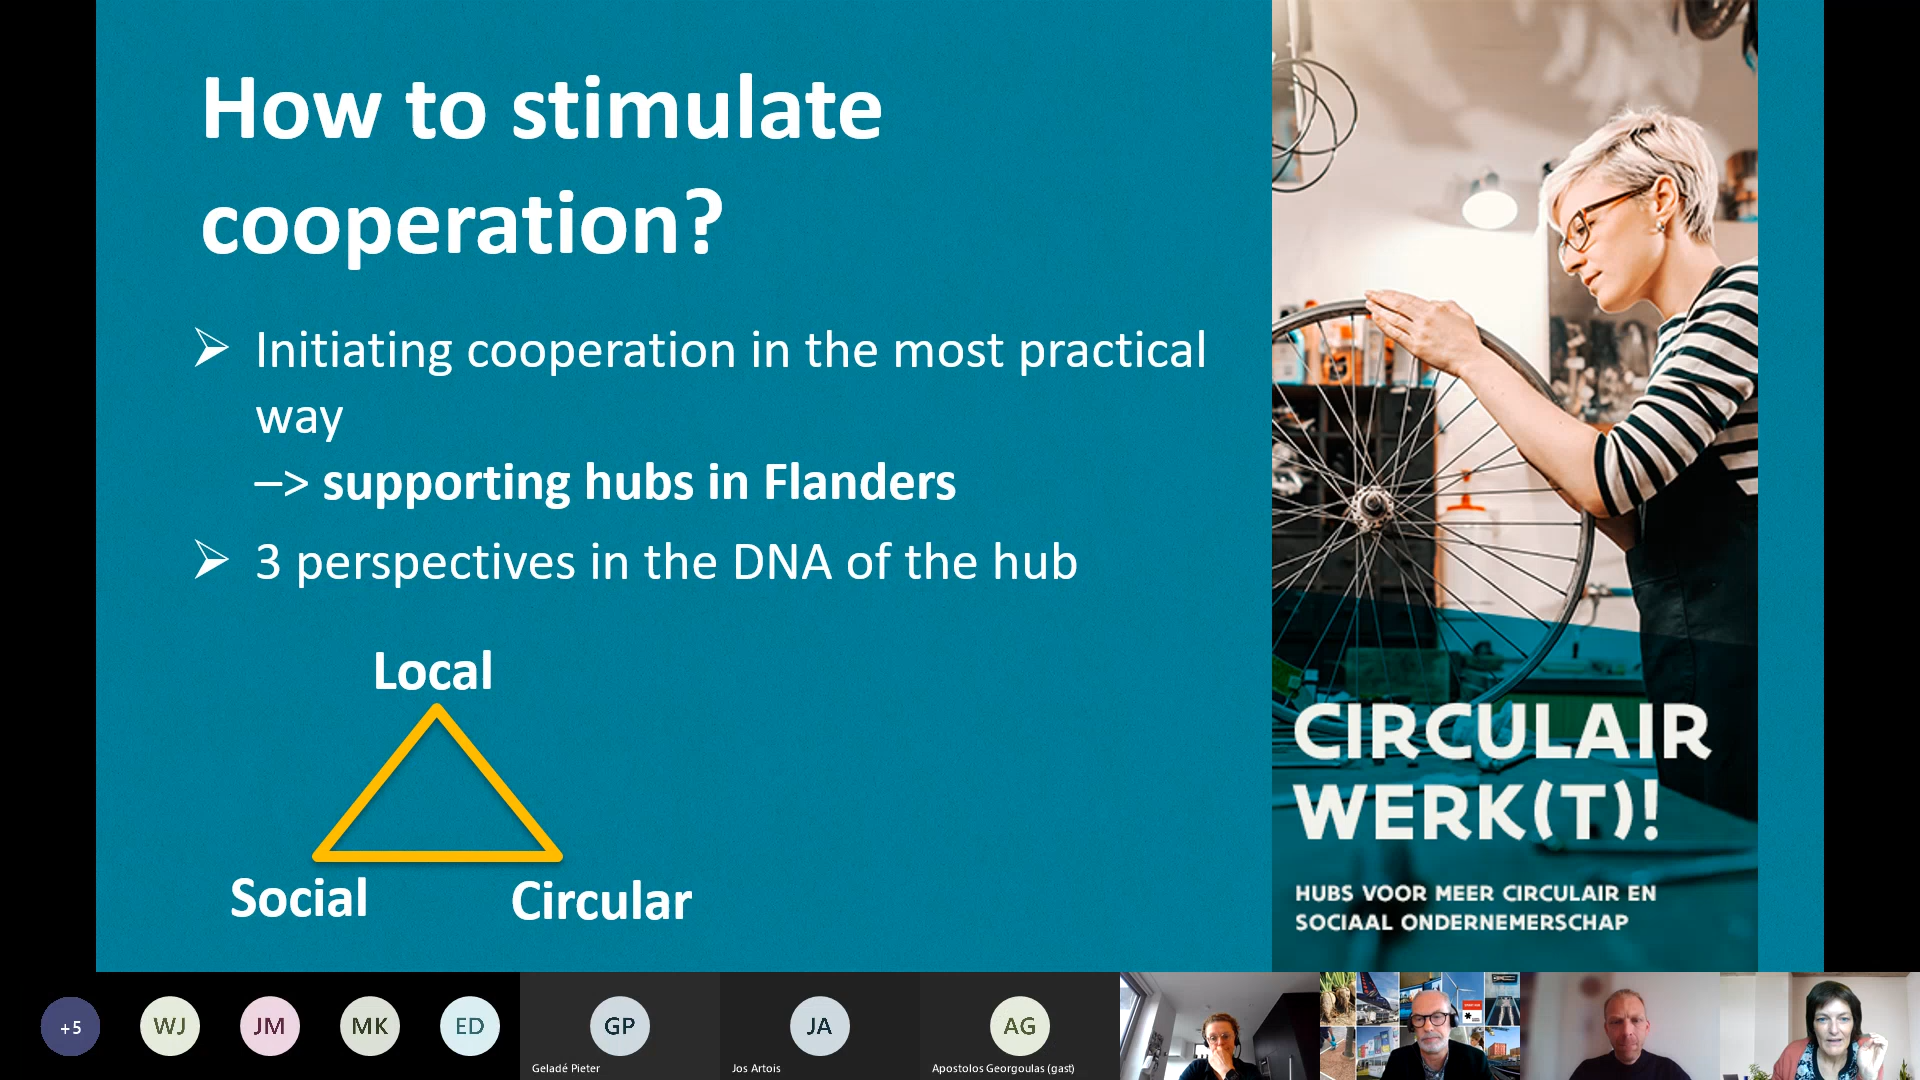 How to stimulate
cooperation?
Initiating cooperation in the most practical
way
–> supporting hubs in Flanders
3 perspectives in the DNA of the hub
Local
Social
Circular
CIRCULAIR
WERK(T)!
HUBS VOOR MEER CIRCULAIR EN
SOCIAAL ONDERNEMERSCHAP
+5
WJ
JM
MK
ED
GP
Geladé Pieter
JA
Jos Artois
AG
Apostolos Georgoulas (gast)